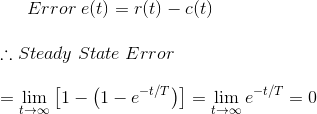 Error e(t) = r(t) − c(t)
∴ Steady State Error
= lim_{t→∞} [1 − (1 − e^{−t/T})] = lim_{t→∞} e^{−t/T} = 0